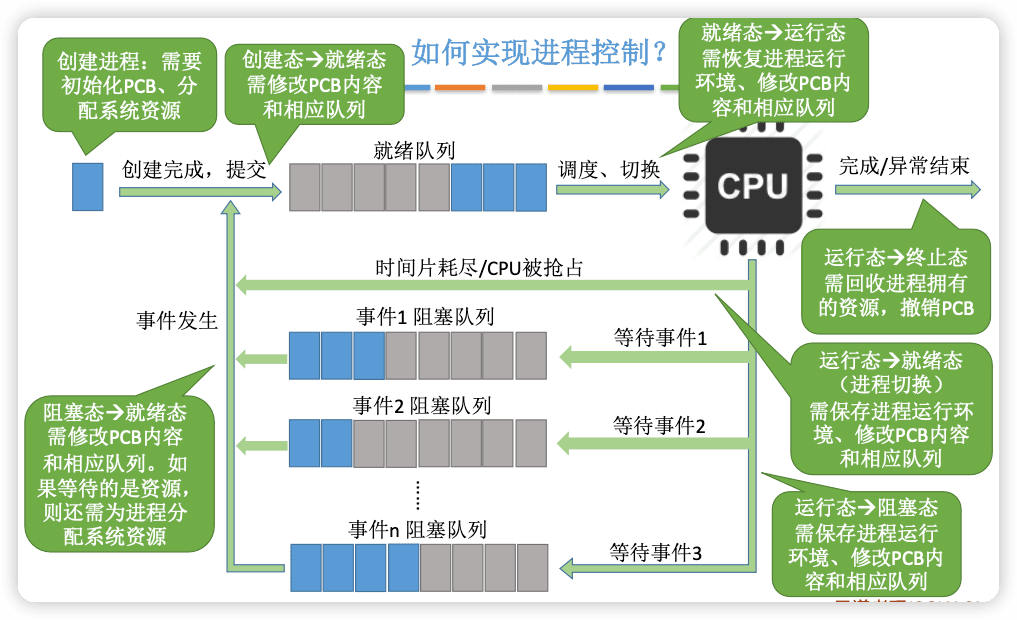 如何实现进程控制？
创建进程：需要
初始化PCB、分
配系统资源
创建态→就绪态
需修改PCB内容
和相应队列
就绪态→运行态
需恢复进程运行
环境、修改PCB内
容和相应队列
创建完成，提交
就绪队列
调度、切换
CPU
完成/异常结束
运行态→终止态
需回收进程拥有
的资源，撤销PCB
时间片耗尽/CPU被抢占
事件发生
事件1 阻塞队列
等待事件1
运行态→就绪态
（进程切换）
需保存进程运行环
境、修改PCB内容
和相应队列
事件2 阻塞队列
等待事件2
阻塞态→就绪态
需修改PCB内容
和相应队列。如
果等待的是资源，
则还需为进程分
配系统资源
......
事件n 阻塞队列
等待事件3
运行态→阻塞态
需保存进程运行
环境、修改PCB内
容和相应队列